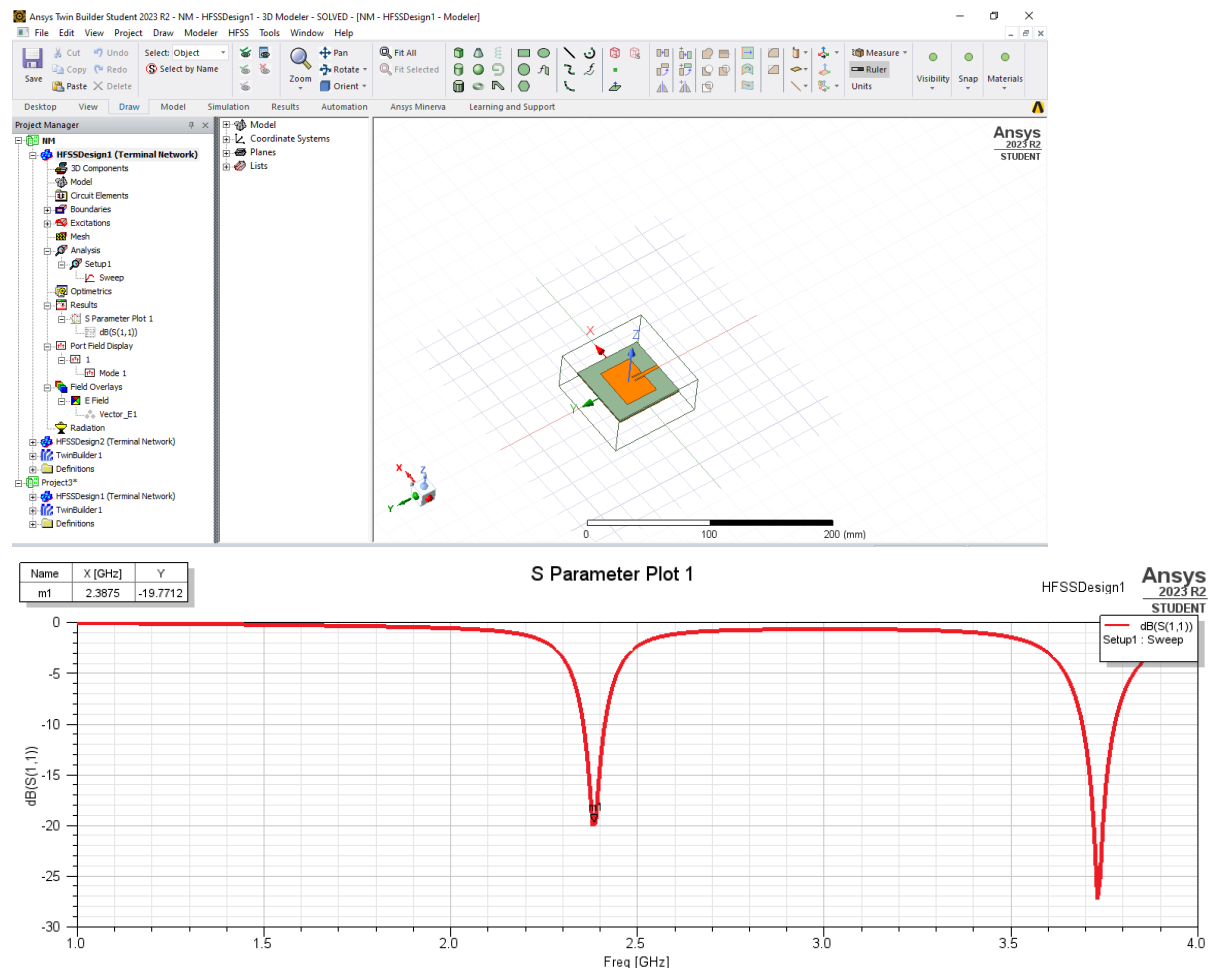 Ansys Twin Builder Student 2023 R2 - NM - HFSSDesign1 - 3D Modeler - SOLVED - [NM - HFSSDesign1 - Modeler]
File Edit View Project Draw Modeler HFSS Tools Window Help
Save
Cut Undo
Copy Redo
Paste Delete
Select: Object
Select by Name
Zoom
Pan
Rotate
Orient
Fit All
Fit Selected
Measure
Ruler
Units
Visibility Snap Materials
Desktop View Draw Model Simulation Results Automation Ansys Minerva Learning and Support
Project Manager
NM
HFSSDesign1 (Terminal Network)
3D Components
Model
Circuit Elements
Boundaries
Excitations
Mesh
Analysis
Setup1
Sweep
Optimetrics
Results
S Parameter Plot 1
dB(S(1,1))
Port Field Display
1
Mode 1
Field Overlays
E Field
Vector_E1
Radiation
HFSSDesign2 (Terminal Network)
TwinBuilder1
Definitions
Project3*
HFSSDesign1 (Terminal Network)
TwinBuilder1
Definitions
Model
Coordinate Systems
Planes
Lists
Ansys
2023 R2
STUDENT
X
Z
Y
X
Z
Y
0 100 200 (mm)
Name X [GHz] Y
m1 2.3875 -19.7712
S Parameter Plot 1
HFSSDesign1
Ansys
2023 R2
STUDENT
dB(S(1,1))
Setup1 : Sweep
0
-5
-10
-15
-20
-25
-30
dB(S(1,1))
m1
1.0 1.5 2.0 2.5 3.0 3.5 4.0
Freq [GHz]